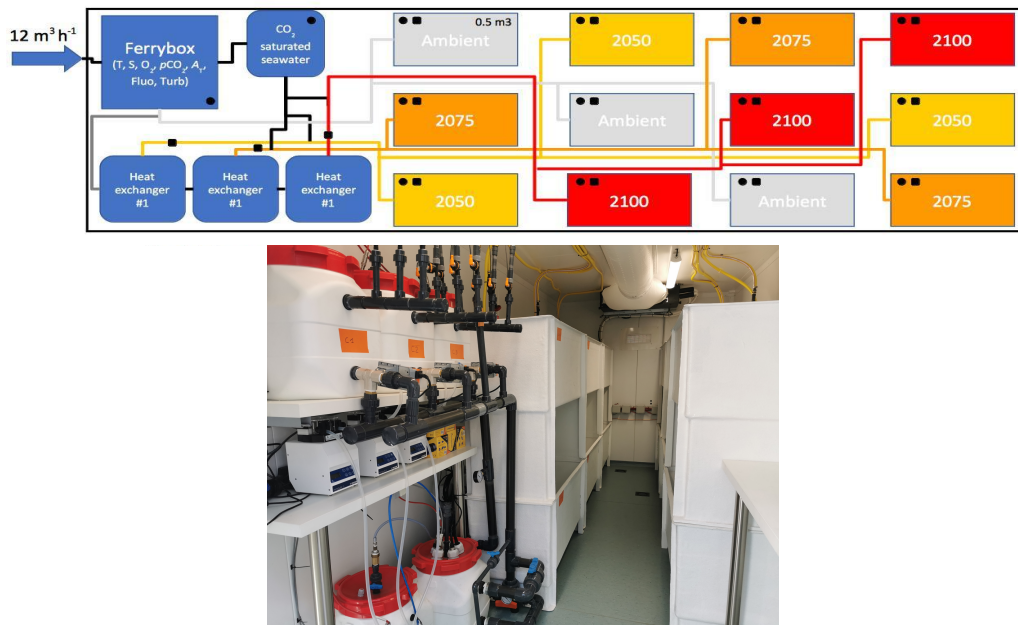 12 m³ h⁻¹
Ferrybox
(T, S, O₂, pCO₂, A_T,
Fluo, Turb)
CO₂
saturated
seawater
0.5 m3
Ambient
2050
2075
2100
2075
Ambient
2100
2050
Heat
exchanger
#1
Heat
exchanger
#1
Heat
exchanger
#1
2050
2100
Ambient
2075